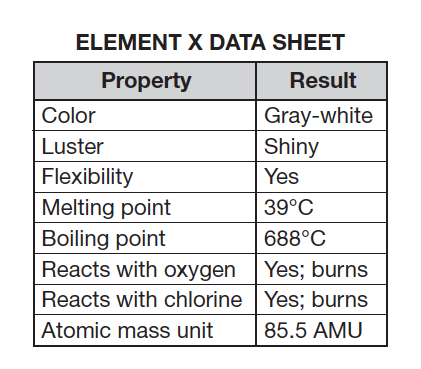 ELEMENT X DATA SHEET
Property Result
Color Gray-white
Luster Shiny
Flexibility Yes
Melting point 39°C
Boiling point 688°C
Reacts with oxygen Yes; burns
Reacts with chlorine Yes; burns
Atomic mass unit 85.5 AMU